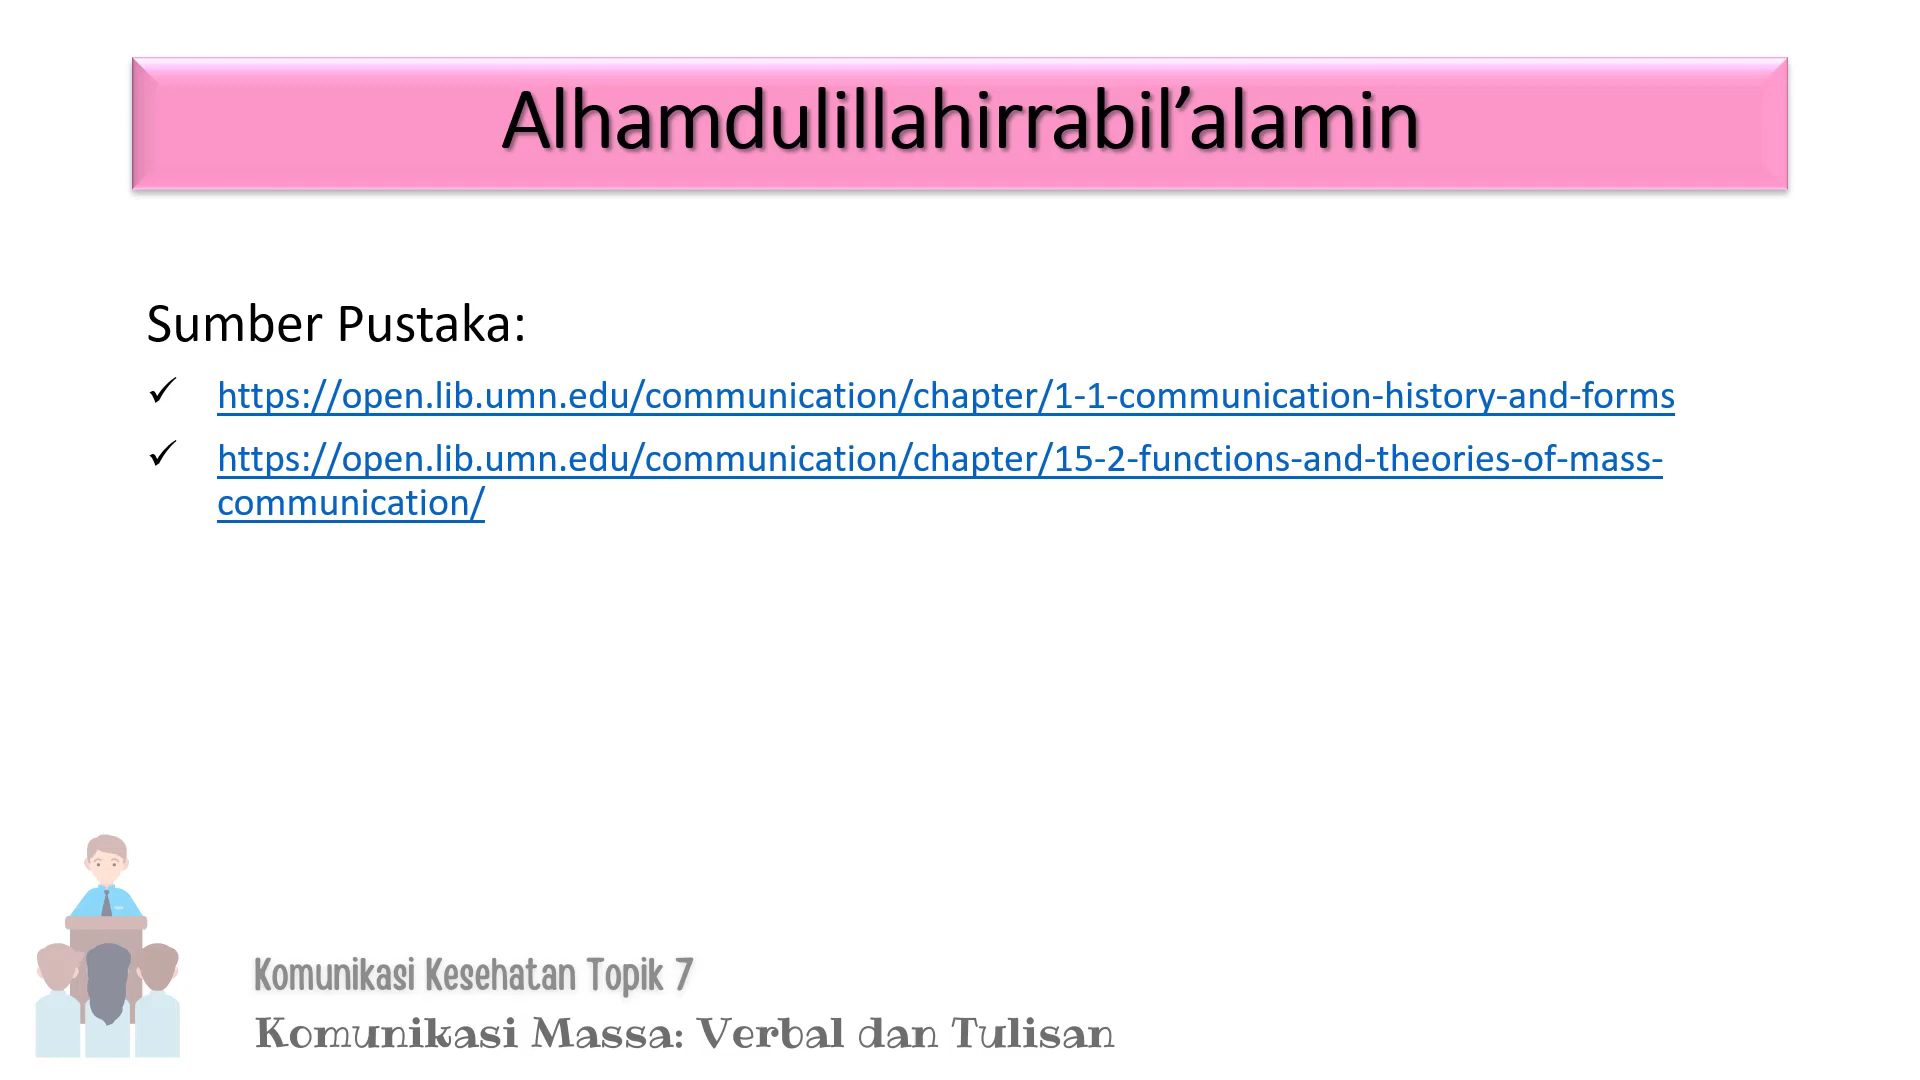 Alhamdulillahirrabil’alamin
Sumber Pustaka:
✓ https://open.lib.umn.edu/communication/chapter/1-1-communication-history-and-forms
✓ https://open.lib.umn.edu/communication/chapter/15-2-functions-and-theories-of-mass-
communication/
Komunikasi Kesehatan Topik 7
Komunikasi Massa: Verbal dan Tulisan